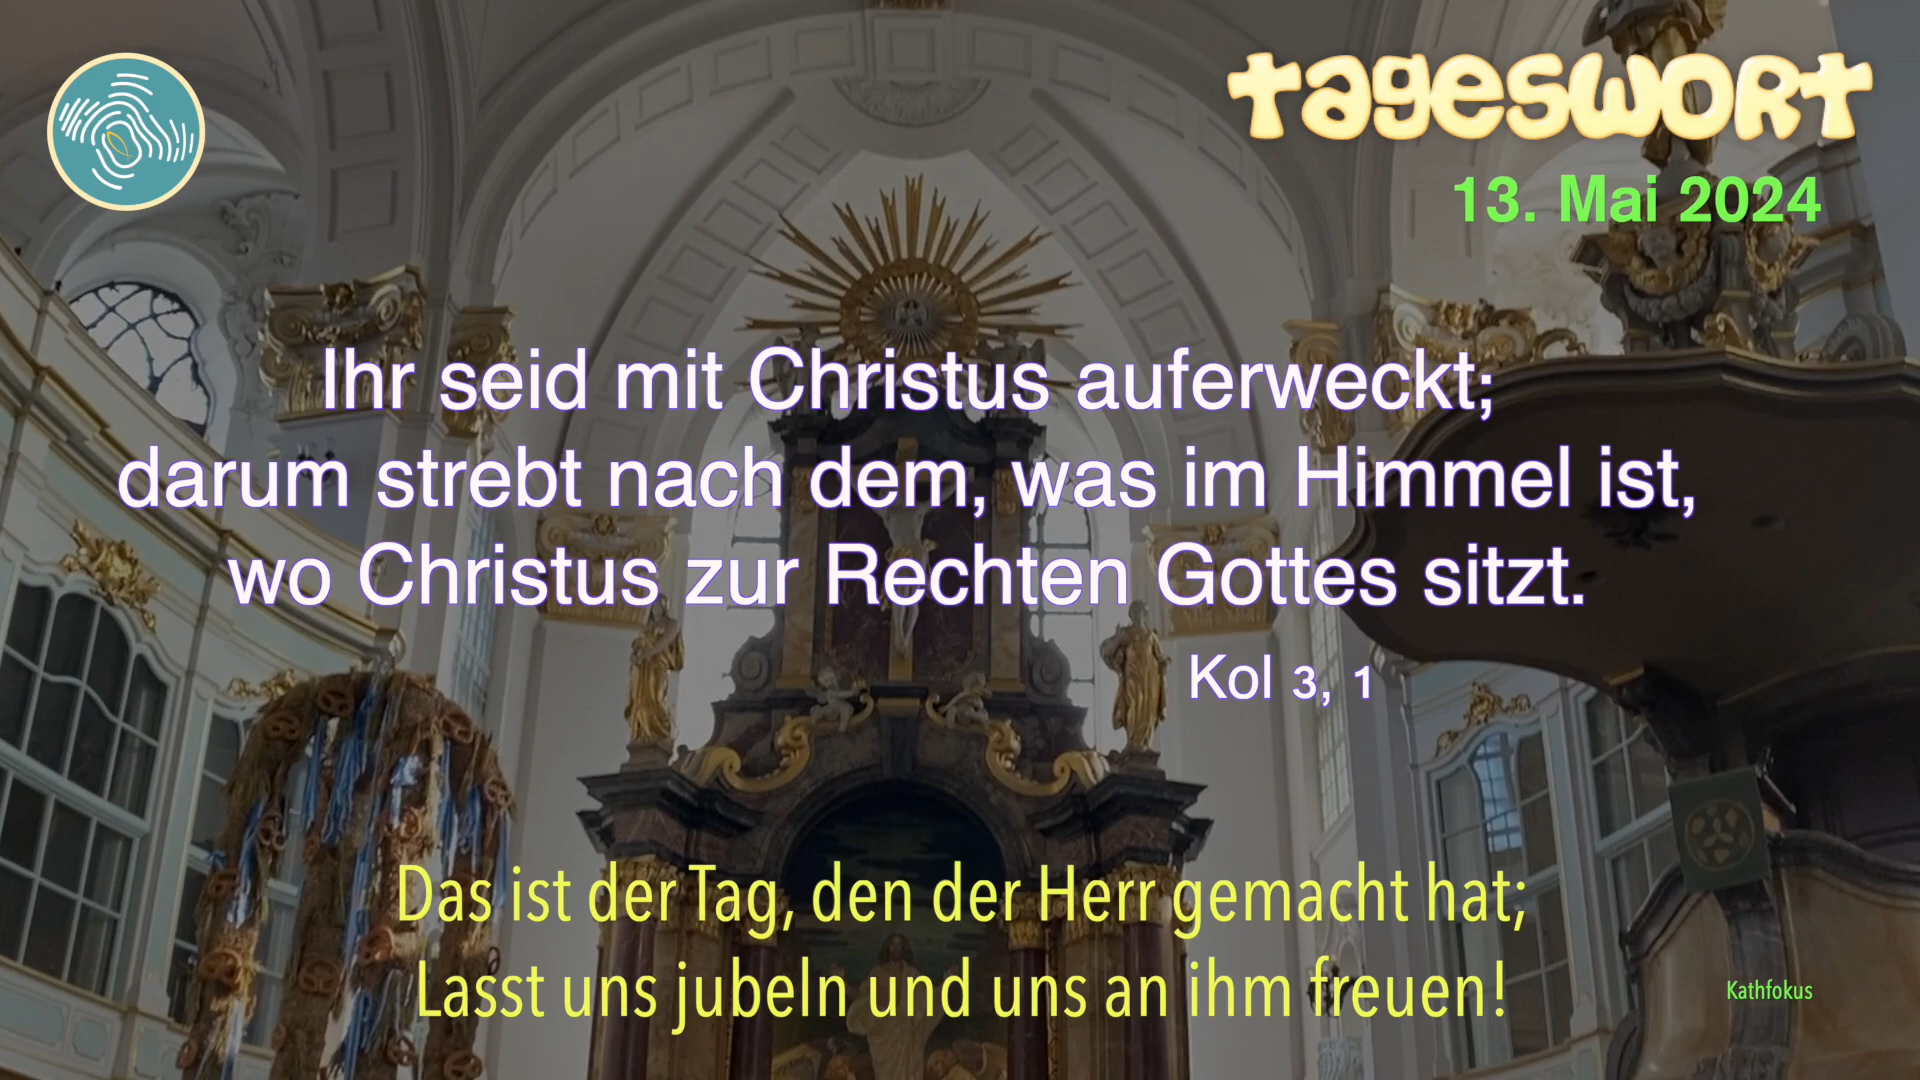 tageswort
13. Mai 2024
Ihr seid mit Christus auferweckt;
darum strebt nach dem, was im Himmel ist,
wo Christus zur Rechten Gottes sitzt.
Kol 3, 1
Das ist der Tag, den der Herr gemacht hat;
Lasst uns jubeln und uns an ihm freuen!
Kathfokus